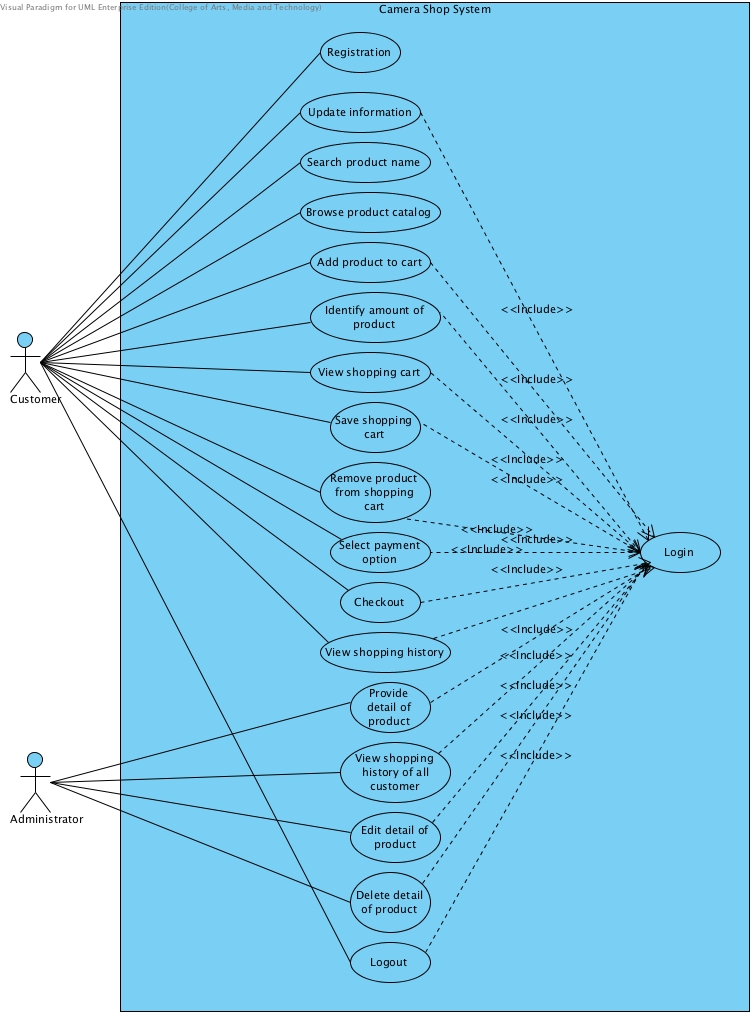 Visual Paradigm for UML Enterprise Edition(College of Arts, Media and Technology)
Camera Shop System
Registration
Update information
Search product name
Browse product catalog
Add product to cart
Identify amount of
product
<<Include>>
View shopping cart
<<Include>>
Customer
Save shopping
cart
<<Include>>
<<Include>>
<<Include>>
Remove product
from shopping
cart
<<Include>>
<<Include>>
Select payment
option
<<Include>>
Login
<<Include>>
Checkout
<<Include>>
View shopping history
<<Include>>
Provide
detail of
product
<<Include>>
<<Include>>
View shopping
history of all
customer
<<Include>>
Administrator
Edit detail of
product
Delete detail
of product
Logout